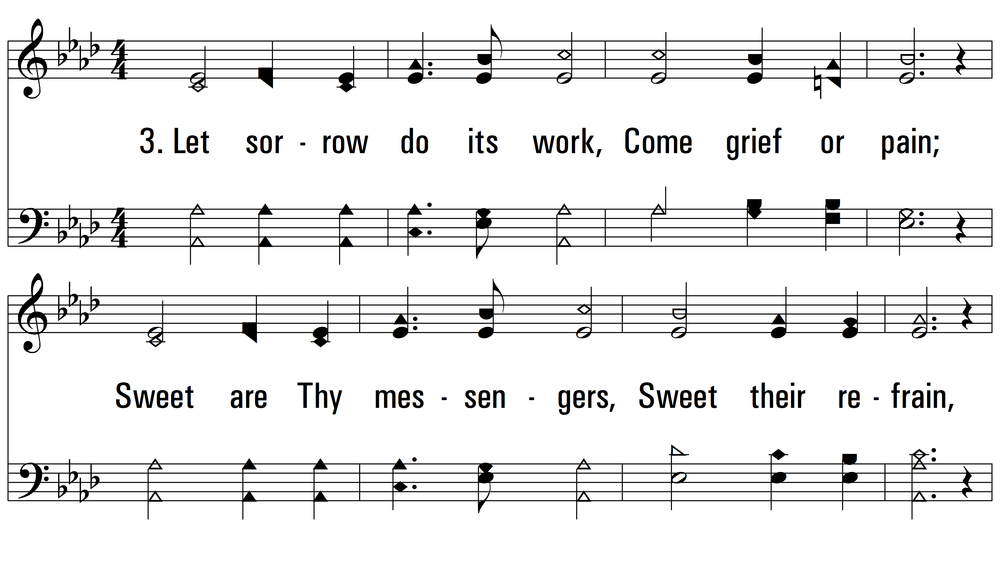 3. Let sor - row do its work, Come grief or pain;
Sweet are Thy mes - sen - gers, Sweet their re - frain,